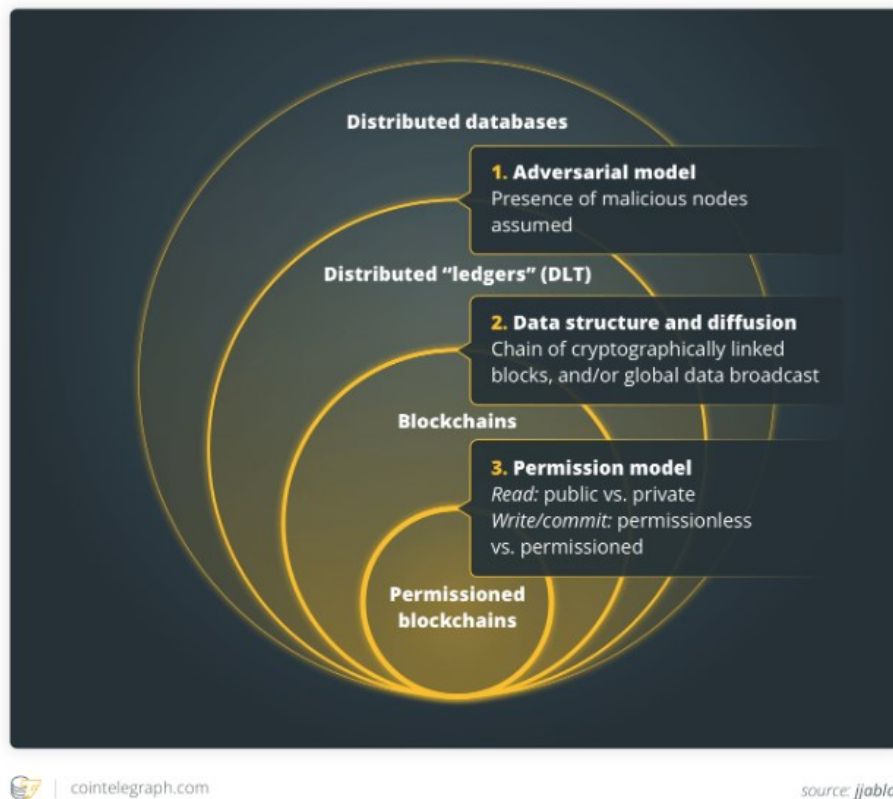 Distributed databases
1. Adversarial model
Presence of malicious nodes
assumed
Distributed “ledgers” (DLT)
2. Data structure and diffusion
Chain of cryptographically linked
blocks, and/or global data broadcast
Blockchains
3. Permission model
Read: public vs. private
Write/commit: permissionless
vs. permissioned
Permissioned
blockchains
cointelegraph.com
source: